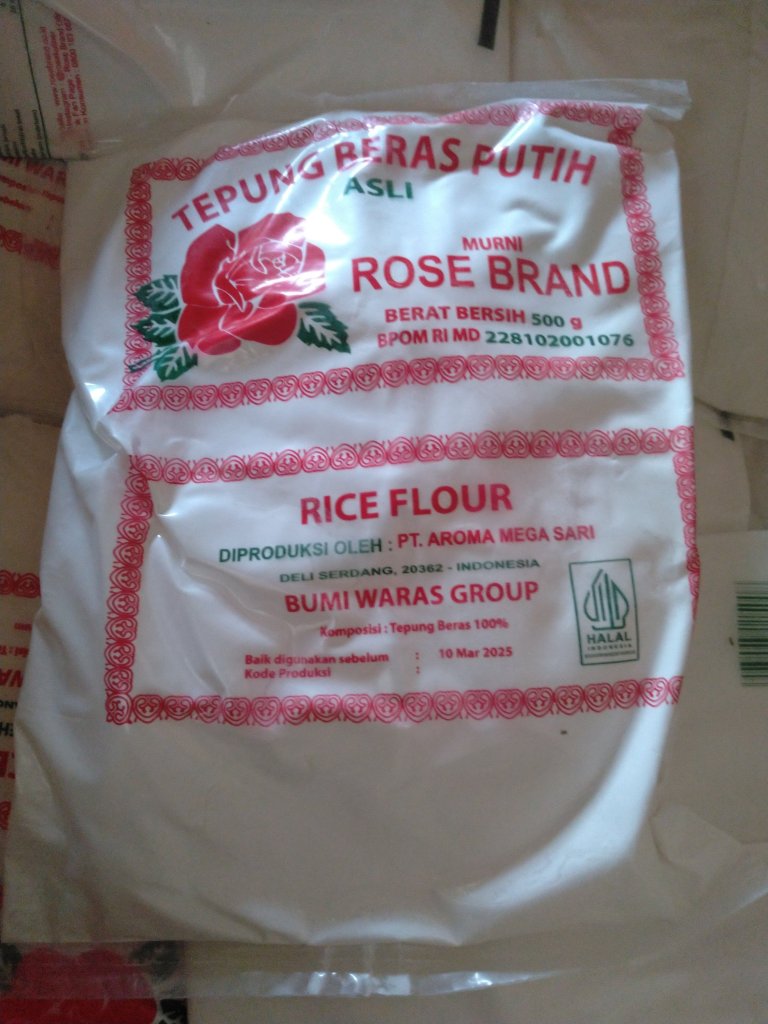 TEPUNG BERAS PUTIH
ASLI
MURNI
ROSE BRAND
BERAT BERSIH 500 g
BPOM RI MD 228102001076
RICE FLOUR
DIPRODUKSI OLEH : PT. AROMA MEGA SARI
DELI SERDANG, 20362 - INDONESIA
BUMI WARAS GROUP
Komposisi : Tepung Beras 100%
HALAL
INDONESIA
Baik digunakan sebelum : 10 Mar 2025
Kode Produksi :